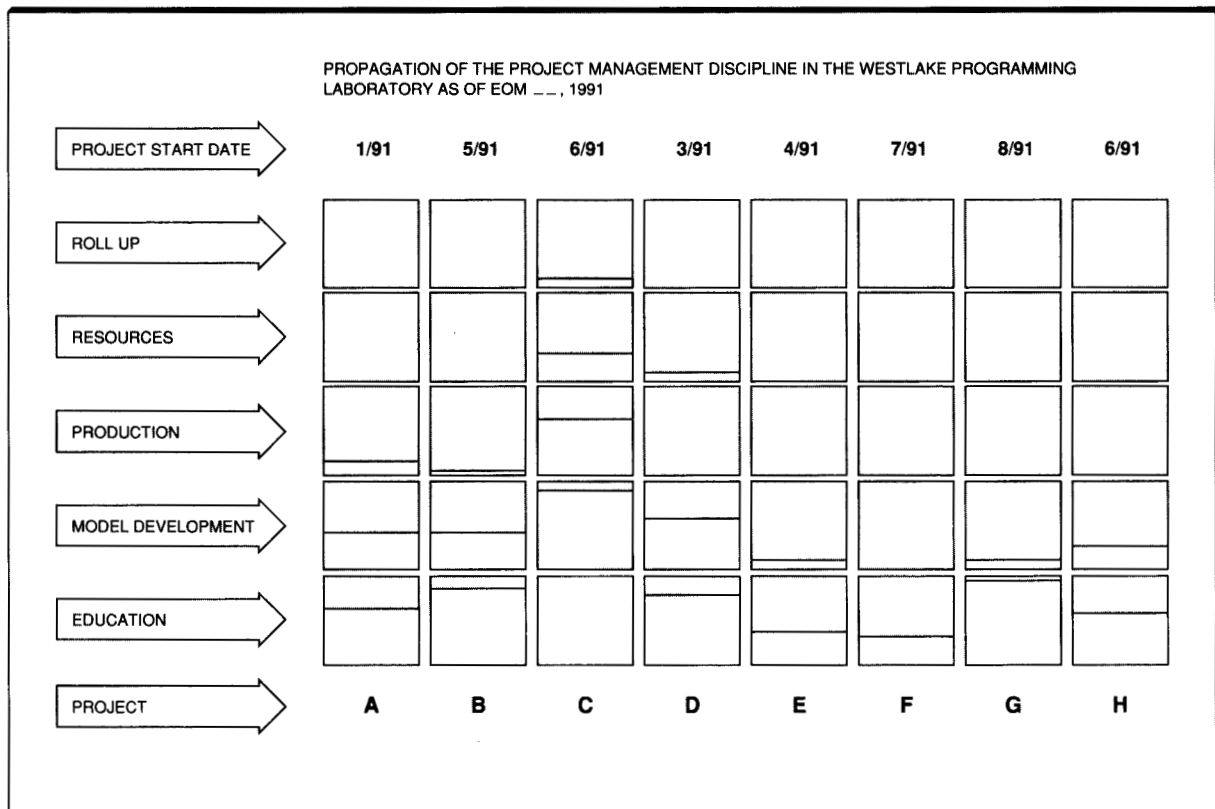 PROPAGATION OF THE PROJECT MANAGEMENT DISCIPLINE IN THE WESTLAKE PROGRAMMING
LABORATORY AS OF EOM __, 1991
PROJECT START DATE 1/91 5/91 6/91 3/91 4/91 7/91 8/91 6/91
ROLL UP
RESOURCES
PRODUCTION
MODEL DEVELOPMENT
EDUCATION
PROJECT A B C D E F G H